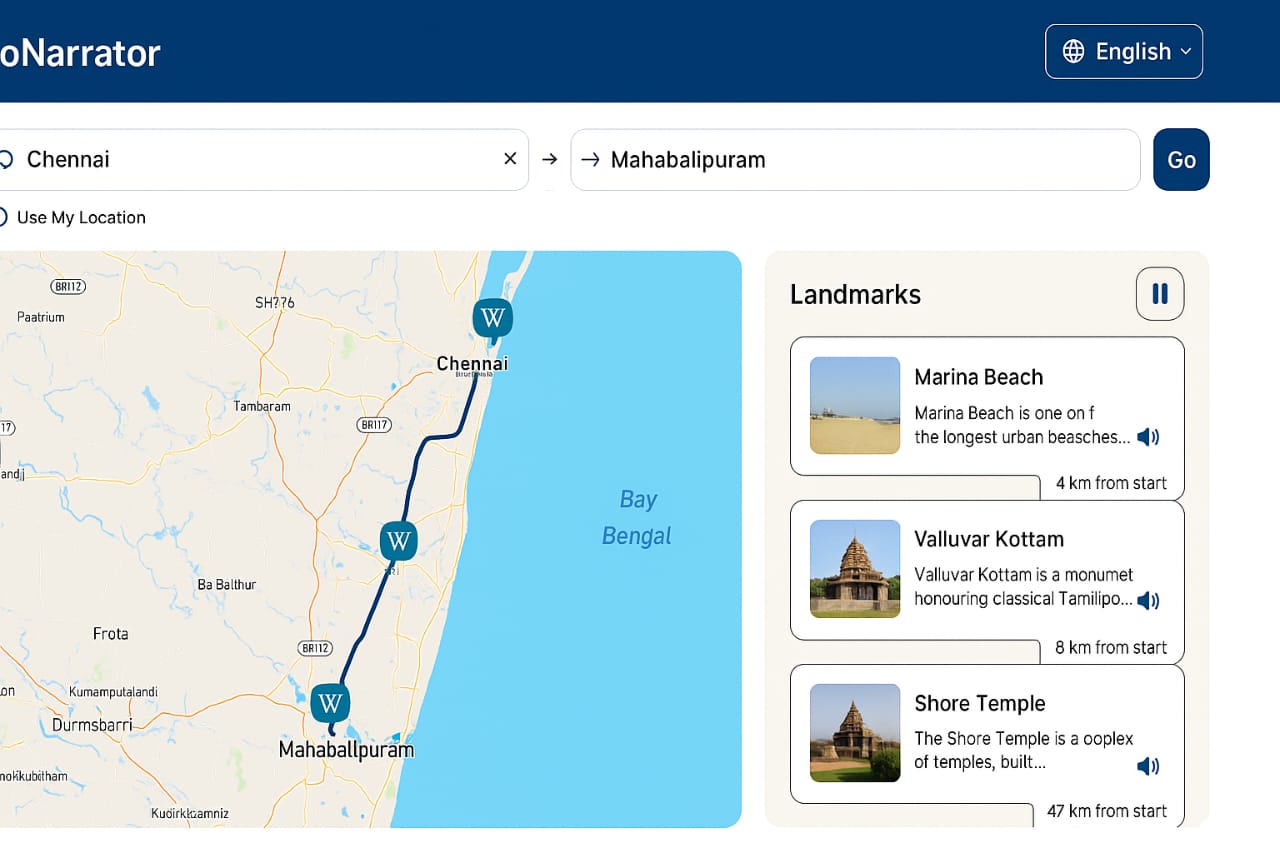 oNarrator
English
Chennai
×
→
→ Mahabalipuram
Go
Use My Location
BR112
Paatrium
SH??6
W
Chennai
Tambaram
BR117
17
andj
Bay
Bengal
W
Ba Balthur
Frota
BR112
on
Kumamputalandi
W
Durmsbarri
Mahaballpuram
mokkubitham
Kuoirklcamniz
Landmarks
Marina Beach
Marina Beach is one on f
the longest urban beasches...
4 km from start
Valluvar Kottam
Valluvar Kottam is a monumet
honouring classical Tamilipo...
8 km from start
Shore Temple
The Shore Temple is a ooplex
of temples, built...
47 km from start